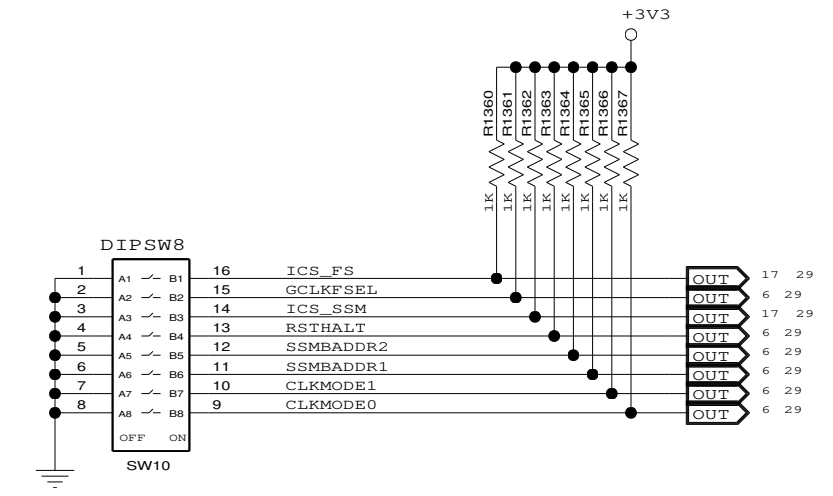 +3V3
R1360 R1361 R1362 R1363 R1364 R1365 R1366 R1367
1K 1K 1K 1K 1K 1K 1K 1K
DIPSW8
1 A1 B1 16 ICS_FS OUT 17 29
2 A2 B2 15 GCLKFSEL OUT 6 29
3 A3 B3 14 ICS_SSM OUT 17 29
4 A4 B4 13 RSTHALT OUT 6 29
5 A5 B5 12 SSMBADDR2 OUT 6 29
6 A6 B6 11 SSMBADDR1 OUT 6 29
7 A7 B7 10 CLKMODE1 OUT 6 29
8 A8 B8 9 CLKMODE0 OUT 6 29
OFF ON
SW10